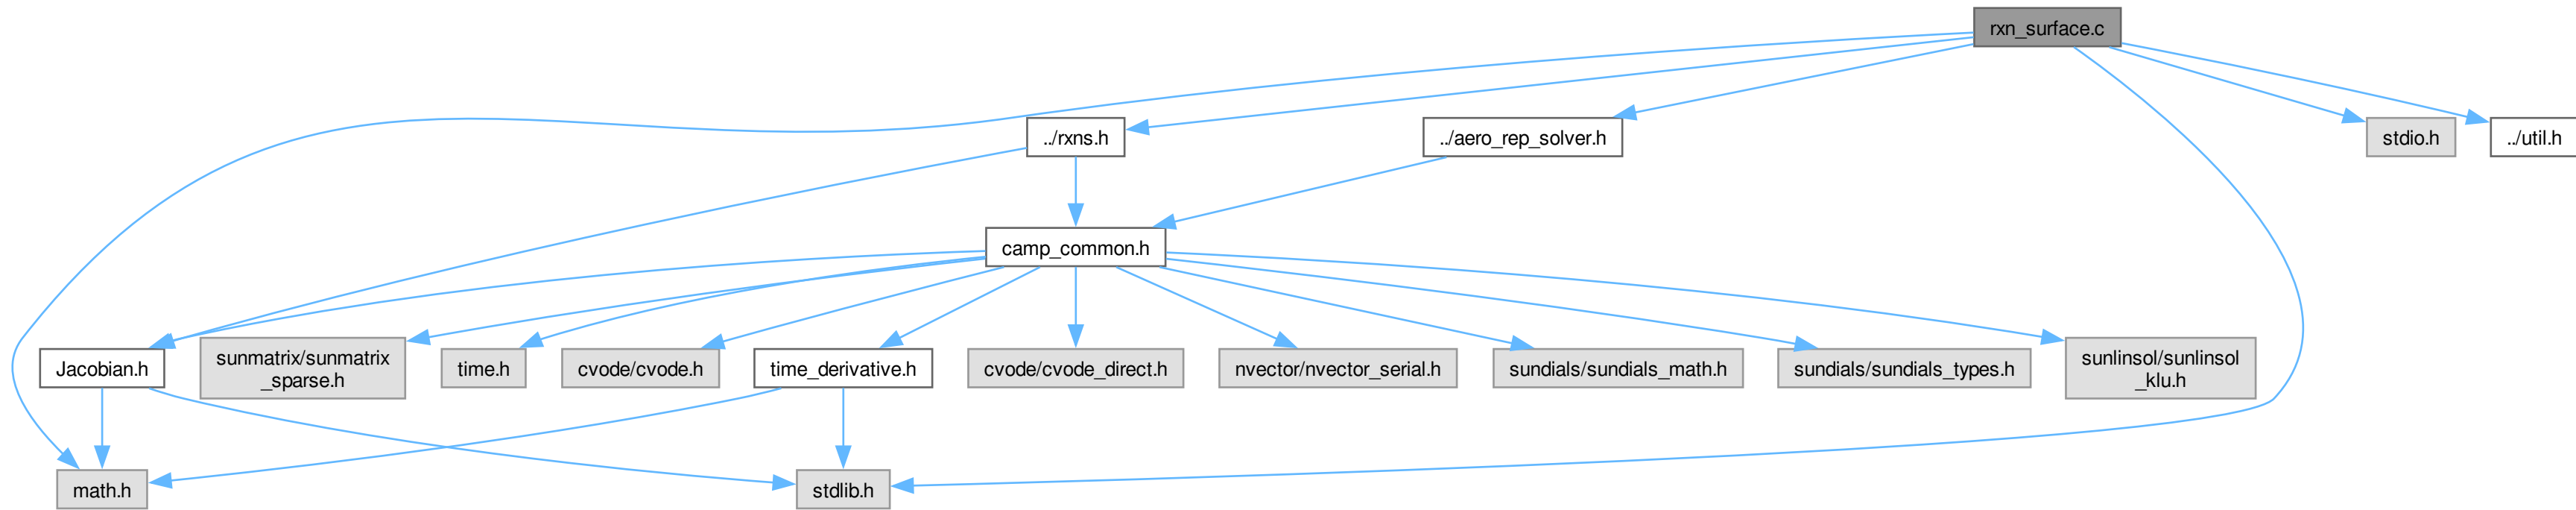 rxn_surface.c
../rxns.h
../aero_rep_solver.h
stdio.h
../util.h
camp_common.h
Jacobian.h
sunmatrix/sunmatrix
_sparse.h
time.h
cvode/cvode.h
time_derivative.h
cvode/cvode_direct.h
nvector/nvector_serial.h
sundials/sundials_math.h
sundials/sundials_types.h
sunlinsol/sunlinsol
_klu.h
math.h
stdlib.h